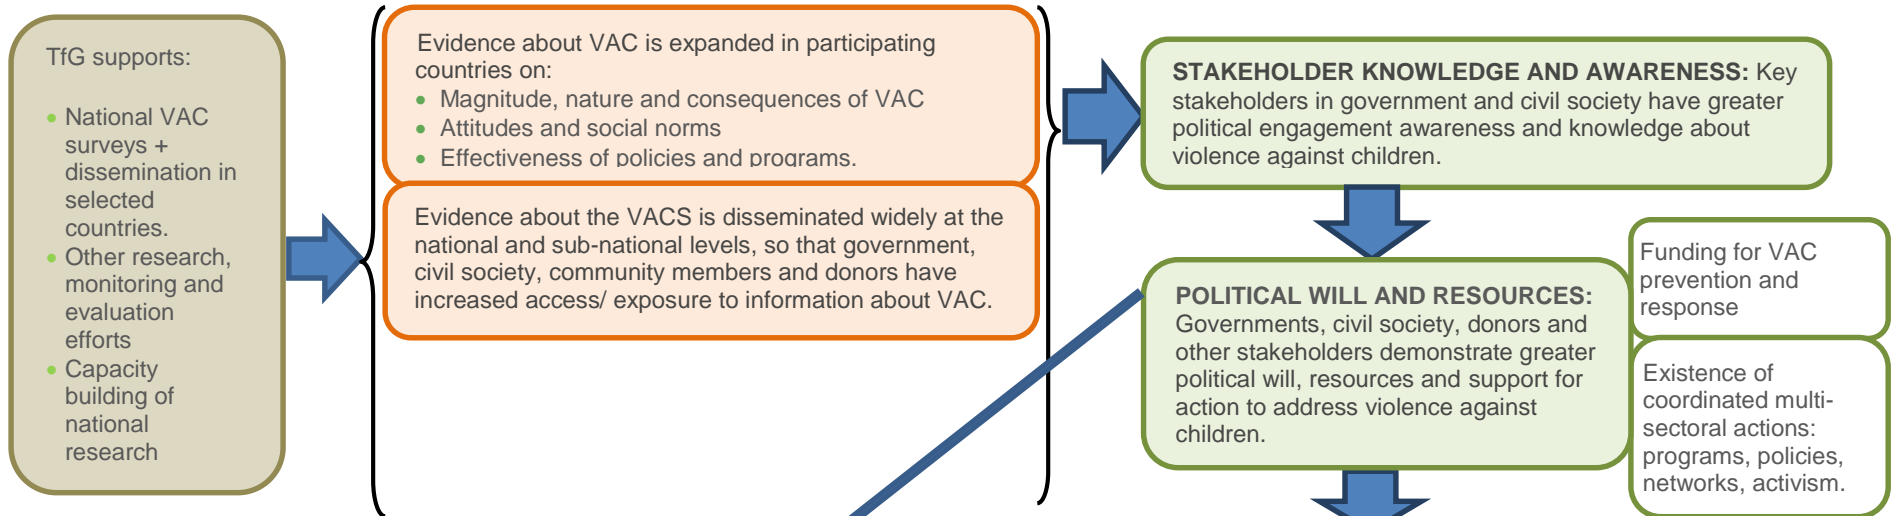 TfG supports:
• National VAC
surveys +
dissemination in
selected
countries.
• Other research,
monitoring and
evaluation
efforts
• Capacity
building of
national
research
Evidence about VAC is expanded in participating
countries on:
• Magnitude, nature and consequences of VAC
• Attitudes and social norms
• Effectiveness of policies and programs.
Evidence about the VACS is disseminated widely at the
national and sub-national levels, so that government,
civil society, community members and donors have
increased access/ exposure to information about VAC.
STAKEHOLDER KNOWLEDGE AND AWARENESS: Key
stakeholders in government and civil society have greater
political engagement awareness and knowledge about
violence against children.
POLITICAL WILL AND RESOURCES:
Governments, civil society, donors and
other stakeholders demonstrate greater
political will, resources and support for
action to address violence against
children.
Funding for VAC
prevention and
response
Existence of
coordinated multi-
sectoral actions:
programs, policies,
networks, activism.